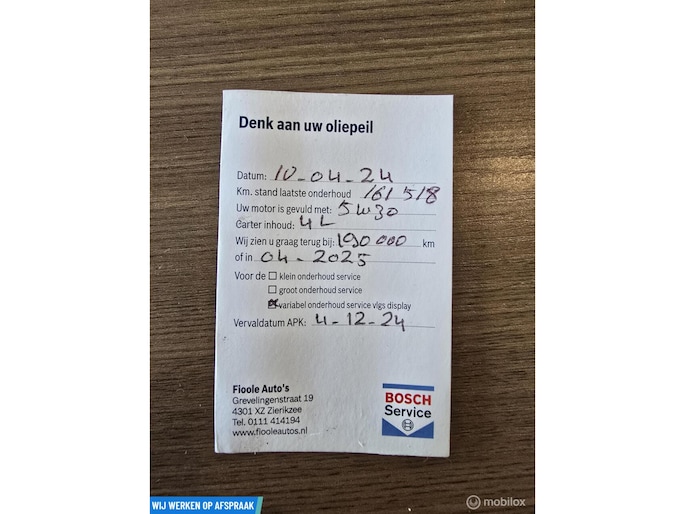 Denk aan uw oliepeil
Datum: 10-04-24
Km. stand laatste onderhoud 161 518
Uw motor is gevuld met: 5w30
Carter inhoud: 4L
Wij zien u graag terug bij: 190 000 km
of in 04-2025
Voor de klein onderhoud service
groot onderhoud service
variabel onderhoud service vlgs display
Vervaldatum APK: 4-12-24
Fioole Auto's
Grevelingenstraat 19
4301 XZ Zierikzee
Tel. 0111 414194
www.flooleautos.nl
BOSCH
Service
WIJ WERKEN OP AFSPRAAK
mobilox